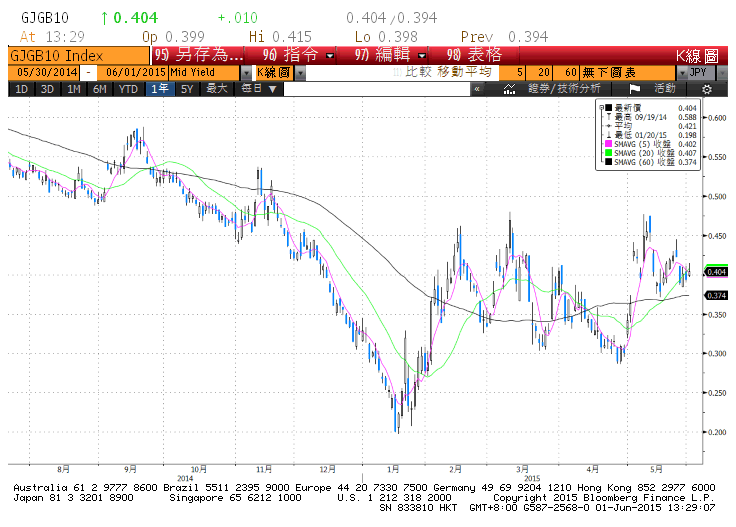 GJGB10 ↑ 0.404 +.010 0.404/0.394
At 13:29 Op 0.399 Hi 0.415 Lo 0.398 Prev 0.394
GJGB10 Index 95) 另存為... 96) 指令 97) 編輯 98) 表格 K線圖
05/30/2014 - 06/01/2015 Mid Yield K線圖 比較 移動平均 5 20 60 無下圖表 JPY
1D 3D 1M 6M YTD 1年 5Y 最大 每日 ▼ « 證券/技術分析 活動
最新價 0.404
最高 09/19/14 0.588
平均 0.421
最低 01/20/15 0.198
SMAVG (5) 收盤 0.402
SMAVG (20) 收盤 0.407
SMAVG (60) 收盤 0.374
0.600
0.550
0.500
0.450
0.404
0.374
0.350
0.300
0.250
0.200
8月 9月 10月 11月 12月 1月 2月 3月 4月 5月
2014 2015
Australia 61 2 9777 8600 Brazil 5511 2395 9000 Europe 44 20 7330 7500 Germany 49 69 9204 1210 Hong Kong 852 2977 6000
Japan 81 3 3201 8900 Singapore 65 6212 1000 U.S. 1 212 318 2000 Copyright 2015 Bloomberg Finance L.P.
SN 833810 HKT GMT+8:00 G587-2568-0 01-Jun-2015 13:29:07